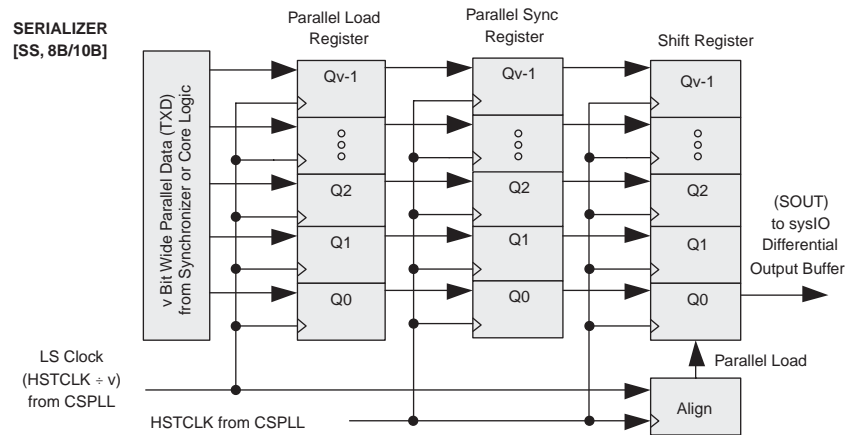 SERIALIZER
[SS, 8B/10B]
Parallel Load
Register
Parallel Sync
Register
Shift Register
v Bit Wide Parallel Data (TXD)
from Synchronizer or Core Logic
Qv-1
Q2
Q1
Q0
Qv-1
Q2
Q1
Q0
Qv-1
Q2
Q1
Q0
(SOUT)
to sysIO
Differential
Output Buffer
Parallel Load
Align
LS Clock
(HSTCLK ÷ v)
from CSPLL
HSTCLK from CSPLL